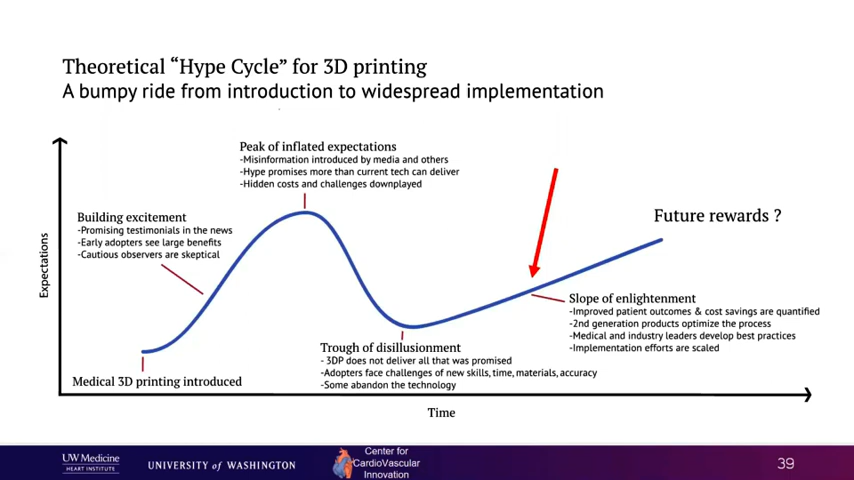 Theoretical “Hype Cycle” for 3D printing
A bumpy ride from introduction to widespread implementation
Peak of inflated expectations
-Misinformation introduced by media and others
-Hype promises more than current tech can deliver
-Hidden costs and challenges downplayed
Building excitement
-Promising testimonials in the news
-Early adopters see large benefits
-Cautious observers are skeptical
Future rewards ?
Expectations
Slope of enlightenment
-Improved patient outcomes & cost savings are quantified
-2nd generation products optimize the process
-Medical and industry leaders develop best practices
-Implementation efforts are scaled
Trough of disillusionment
- 3DP does not deliver all that was promised
-Adopters face challenges of new skills, time, materials, accuracy
-Some abandon the technology
Medical 3D printing introduced
Time
UW Medicine
HEART INSTITUTE
UNIVERSITY of WASHINGTON
Center for
CardioVascular
Innovation
39